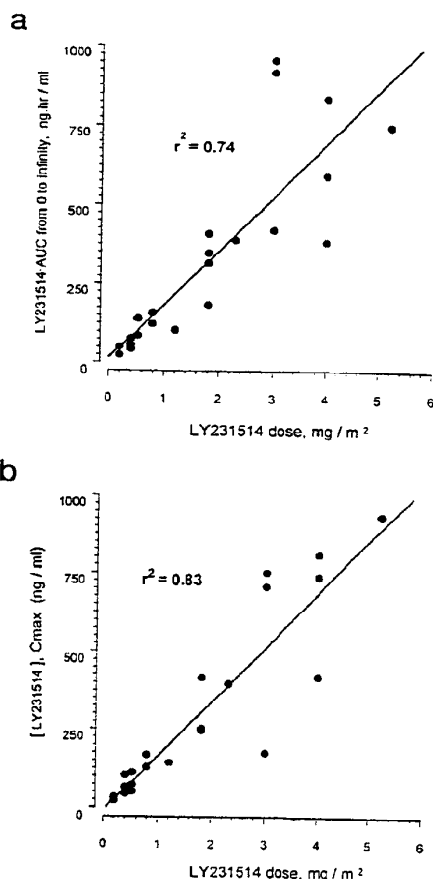 a
LY231514 AUC from 0 to infinity, ng.hr / ml
1000
750
500
250
0
r² = 0.74
0 1 2 3 4 5 6
LY231514 dose, mg / m²
b
[ LY231514 ], Cmax (ng / ml)
1000
750
500
250
0
r² = 0.83
0 1 2 3 4 5 6
LY231514 dose, mg / m²